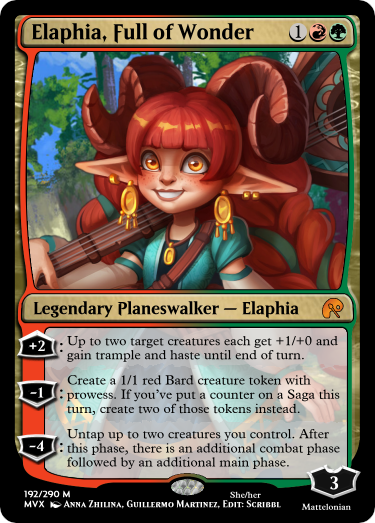 Elaphia, Full of Wonder 1
Legendary Planeswalker — Elaphia
+2: Up to two target creatures each get +1/+0 and
gain trample and haste until end of turn.
-1: Create a 1/1 red Bard creature token with
prowess. If you've put a counter on a Saga this
turn, create two of those tokens instead.
-4: Untap up to two creatures you control. After
this phase, there is an additional combat phase
followed by an additional main phase.
3
192/290 M She/her
MVX ANNA ZHILINA, GUILLERMO MARTINEZ, EDIT: SCRIBBL Mattelonian